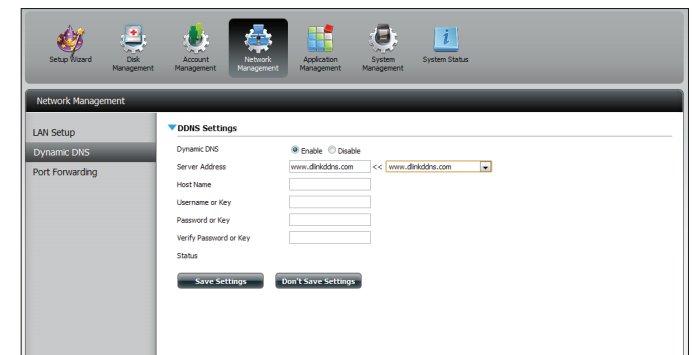 Setup Wizard
Disk Management
Account Management
Network Management
Application Management
System Management
System Status
Network Management
LAN Setup
Dynamic DNS
Port Forwarding
DDNS Settings
Dynamic DNS Enable Disable
Server Address www.dlinkddns.com << www.dlinkddns.com
Host Name
Username or Key
Password or Key
Verify Password or Key
Status
Save Settings Don't Save Settings